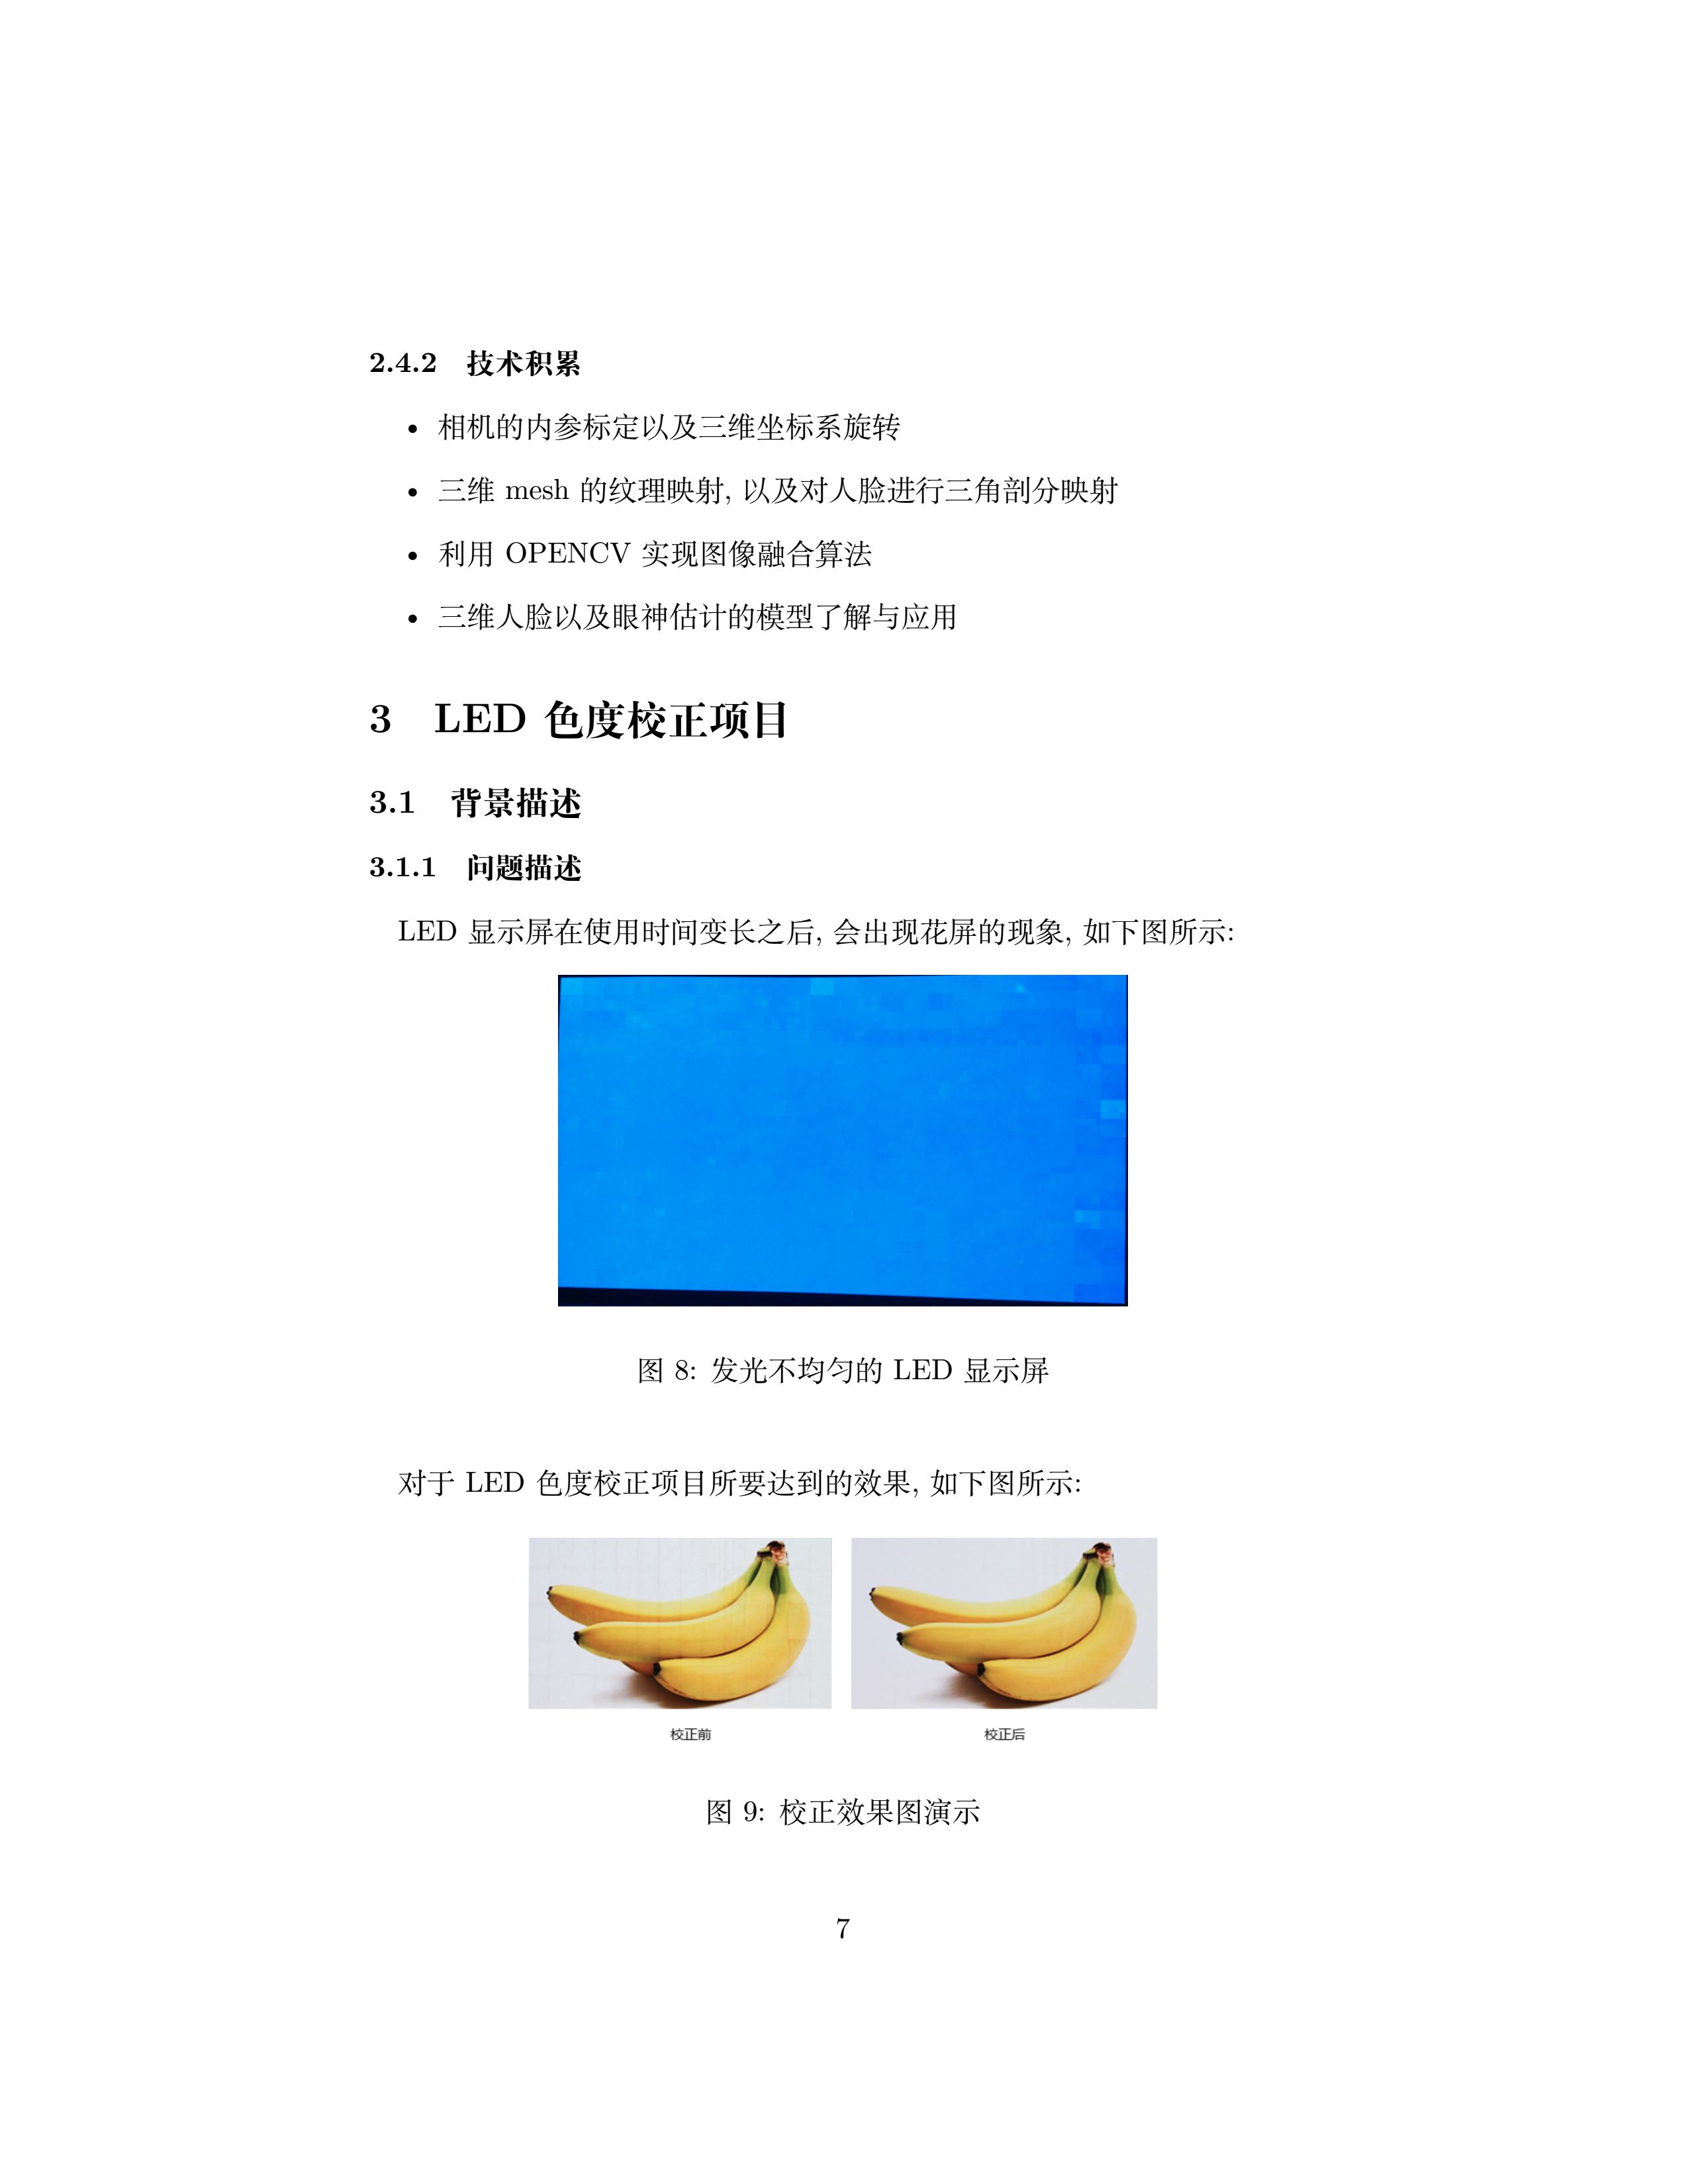 2.4.2 技术积累
• 相机的内参标定以及三维坐标系旋转
• 三维 mesh 的纹理映射, 以及对人脸进行三角剖分映射
• 利用 OPENCV 实现图像融合算法
• 三维人脸以及眼神估计的模型了解与应用
3 LED 色度校正项目
3.1 背景描述
3.1.1 问题描述
LED 显示屏在使用时间变长之后, 会出现花屏的现象, 如下图所示:
图 8: 发光不均匀的 LED 显示屏
对于 LED 色度校正项目所要达到的效果, 如下图所示:
校正前 校正后
图 9: 校正效果图演示
7